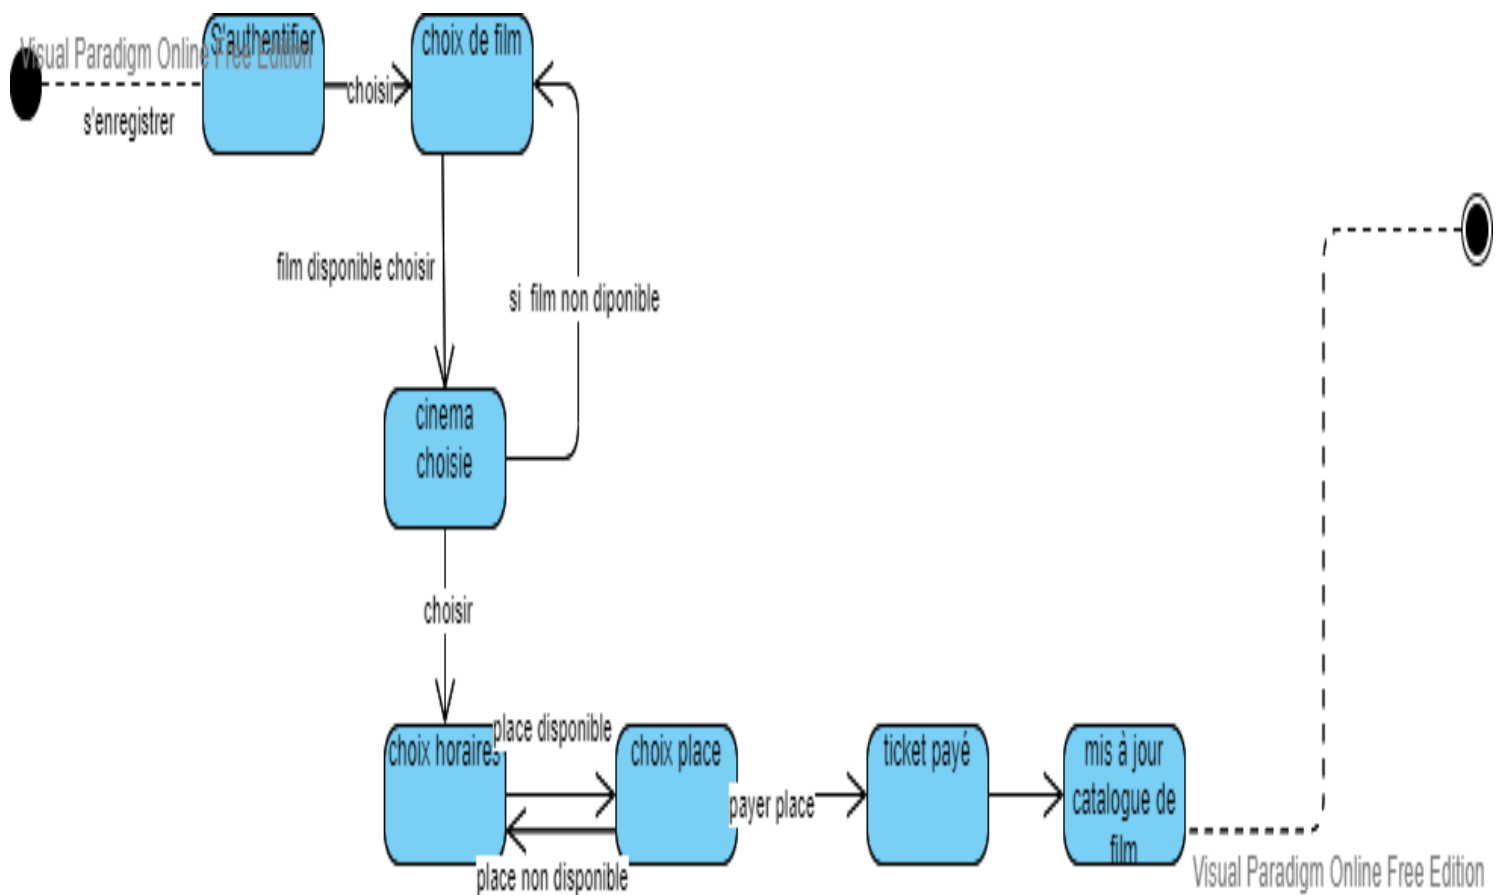 Visual Paradigm Online Free Edition
S'authentifier
choix de film
choisir
s'enregistrer
film disponible choisir
si film non diponible
cinema
choisie
choisir
place disponible
choix horaires
choix place
ticket payé
mis à jour
catalogue de
film
payer place
place non disponible
Visual Paradigm Online Free Edition